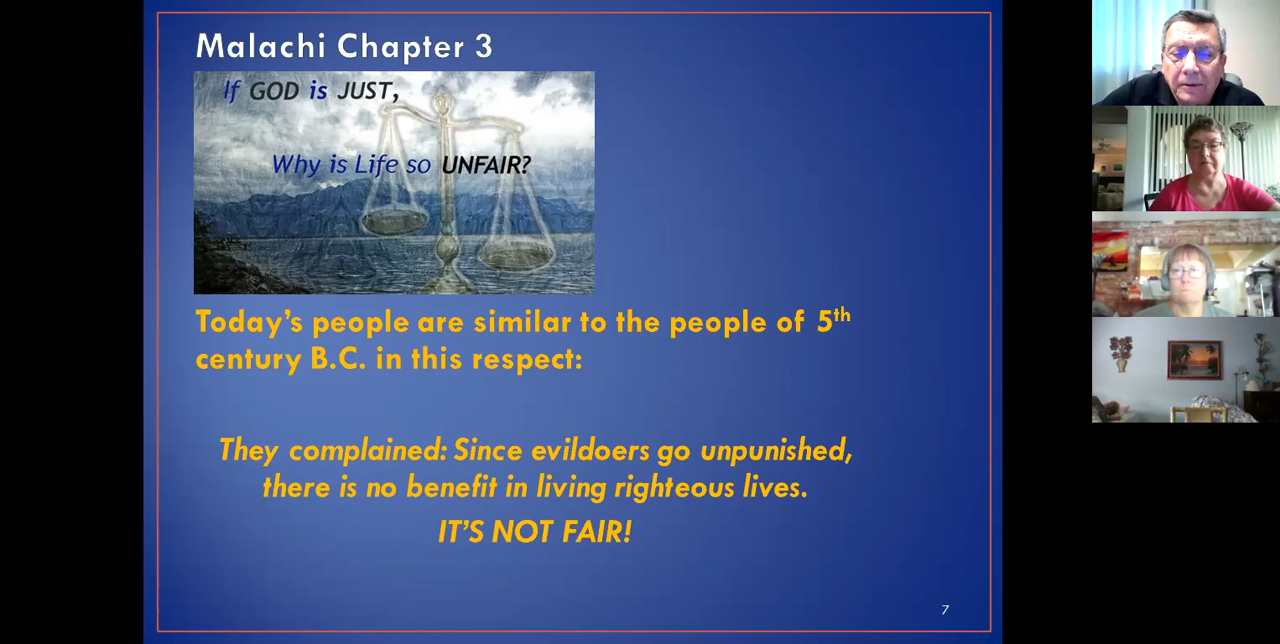 Malachi Chapter 3
If GOD is JUST,
Why is Life so UNFAIR?
Today's people are similar to the people of 5th
century B.C. in this respect:
They complained: Since evildoers go unpunished,
there is no benefit in living righteous lives.
IT'S NOT FAIR!
7